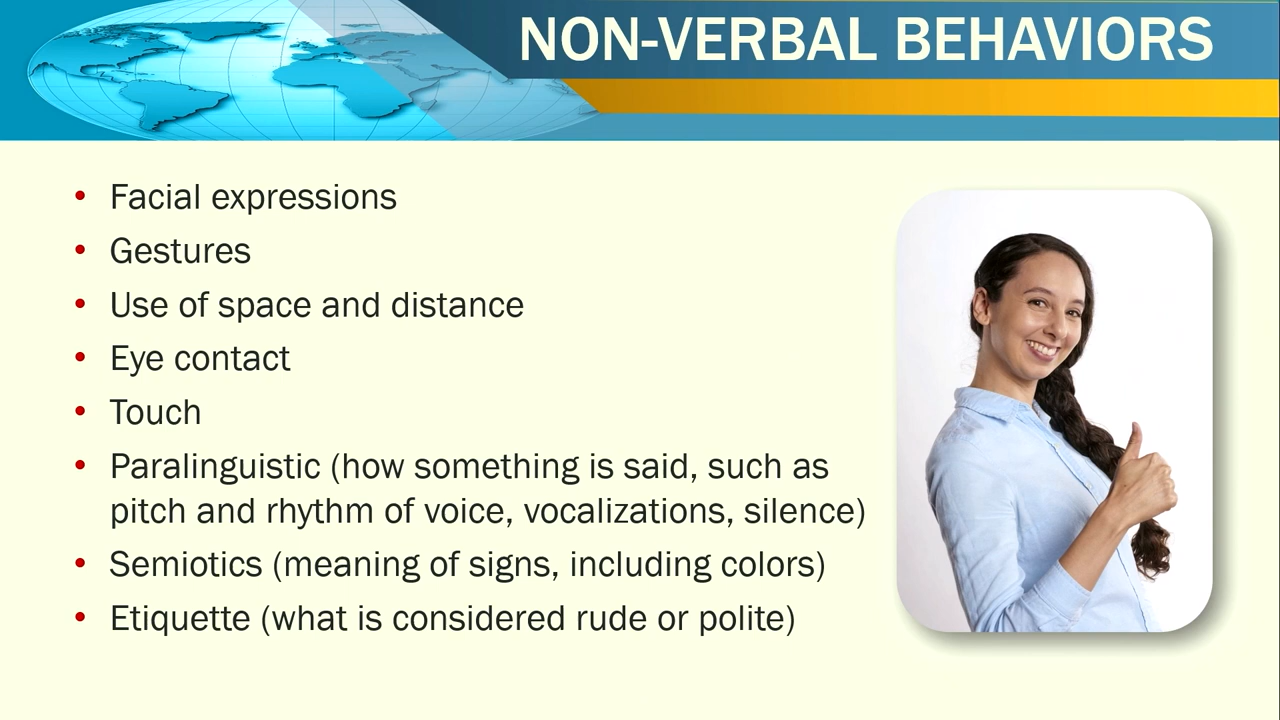 NON-VERBAL BEHAVIORS
• Facial expressions
• Gestures
• Use of space and distance
• Eye contact
• Touch
• Paralinguistic (how something is said, such as
pitch and rhythm of voice, vocalizations, silence)
• Semiotics (meaning of signs, including colors)
• Etiquette (what is considered rude or polite)